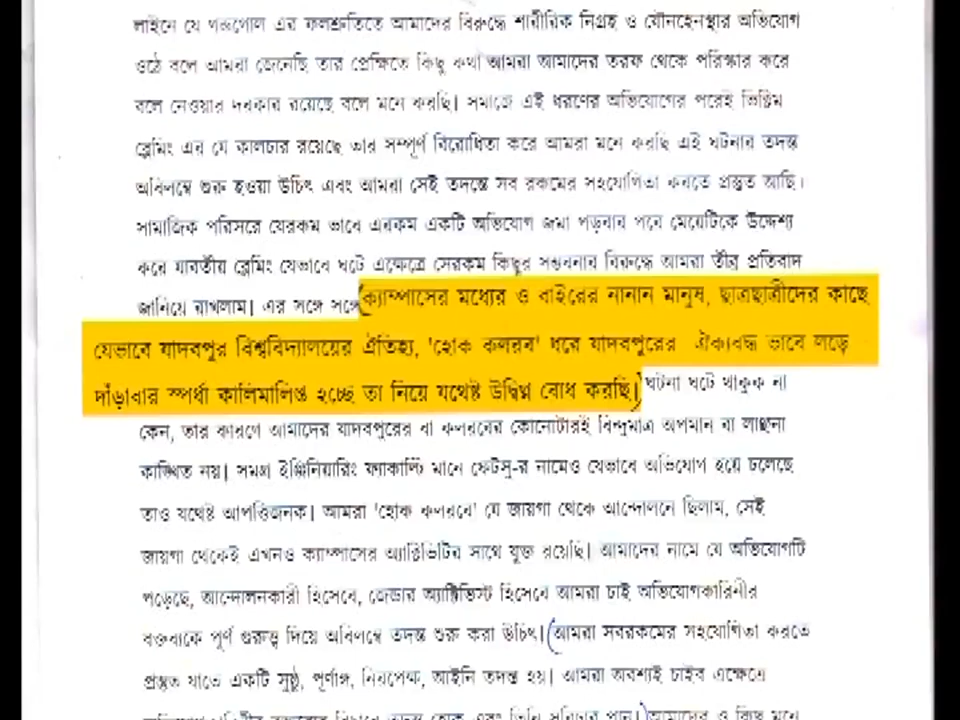 লাইনে যে গন্ডগোল এর ফলশ্রুতিতে আমাদের বিরুদ্ধে শারীরিক নিগ্রহ ও যৌনহেনস্থার অভিযোগ
ওঠে বলে আমরা জেনেছি তার প্রেক্ষিতে কিছু কথা আমরা আমাদের তরফ থেকে পরিস্কার করে
বলে নেওয়ার দরকার রয়েছে বলে মনে করছি। সমাজে এই ধরণের অভিযোগের পরেই ভিক্টিম
ব্লেমিং এর যে কালচার রয়েছে তার সম্পূর্ণ বিরোধিতা করে আমরা মনে করছি এই ঘটনার তদন্ত
অবিলম্বে শুরু হওয়া উচিৎ এবং আমরা সেই তদন্তে সব রকমের সহযোগিতা করতে প্রস্তুত আছি।
সামাজিক পরিসরে যেরকম ভাবে এরকম একটি অভিযোগ জমা পড়বার পরে মেয়েটিকে উদ্দেশ্য
করে যাবতীয় ব্লেমিং যেভাবে ঘটে এক্ষেত্রে সেরকম কিছুর সম্ভবনার বিরুদ্ধে আমরা তীব্র প্রতিবাদ
জানিয়ে রাখলাম। এর সঙ্গে সঙ্গে (ক্যাম্পাসের মধ্যের ও বাইরের নানান মানুষ, ছাত্রছাত্রীদের কাছে
যেভাবে যাদবপুর বিশ্ববিদ্যালয়ের ঐতিহ্য, 'হোক কলরব' ধরে যাদবপুরের ঐক্যবদ্ধ ভাবে লড়ে
দাঁড়াবার স্পর্ধা কালিমালিপ্ত হচ্ছে তা নিয়ে যথেষ্ট উদ্বিগ্ন বোধ করছি।) ঘটনা ঘটে থাকুক না
কেন, তার কারণে আমাদের যাদবপুরের বা কলরবের কোনোটারই বিন্দুমাত্র অপমান বা লাঞ্ছনা
কাঙ্খিত নয়। সমগ্র ইঞ্জিনিয়ারিং ফ্যাকাল্টি মানে ফেটসু-র নামেও যেভাবে অভিযোগ হয়ে চলেছে
তাও যথেষ্ট আপত্তিজনক। আমরা 'হোক কলরবে' যে জায়গা থেকে আন্দোলনে ছিলাম, সেই
জায়গা থেকেই এখনও ক্যাম্পাসের অ্যাক্টিভিটির সাথে যুক্ত রয়েছি। আমাদের নামে যে অভিযোগটি
পড়েছে, আন্দোলনকারী হিসেবে, জেন্ডার অ্যাক্টিভিস্ট হিসেবে আমরা চাই অভিযোগকারিনীর
বক্তব্যকে পূর্ণ গুরুত্ব দিয়ে অবিলম্বে তদন্ত শুরু করা উচিৎ। (আমরা সবরকমের সহযোগিতা করতে
প্রস্তুত যাতে একটি সুষ্ঠু, পূর্ণাঙ্গ, নিরপেক্ষ, আইনি তদন্ত হয়। আমরা অবশ্যই চাইব এক্ষেত্রে
তদন্ত হোক এবং তিনি সুবিচার পান।) আমাদের ও কিছু মনে